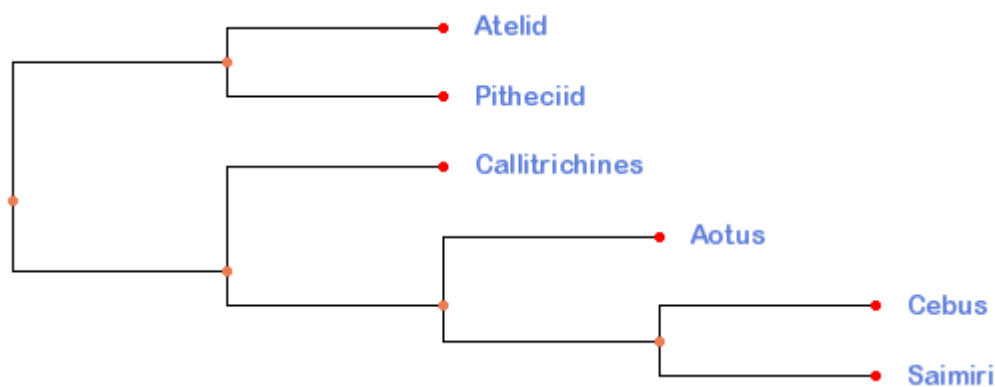 Atelid
Pitheciid
Callitrichines
Aotus
Cebus
Saimiri